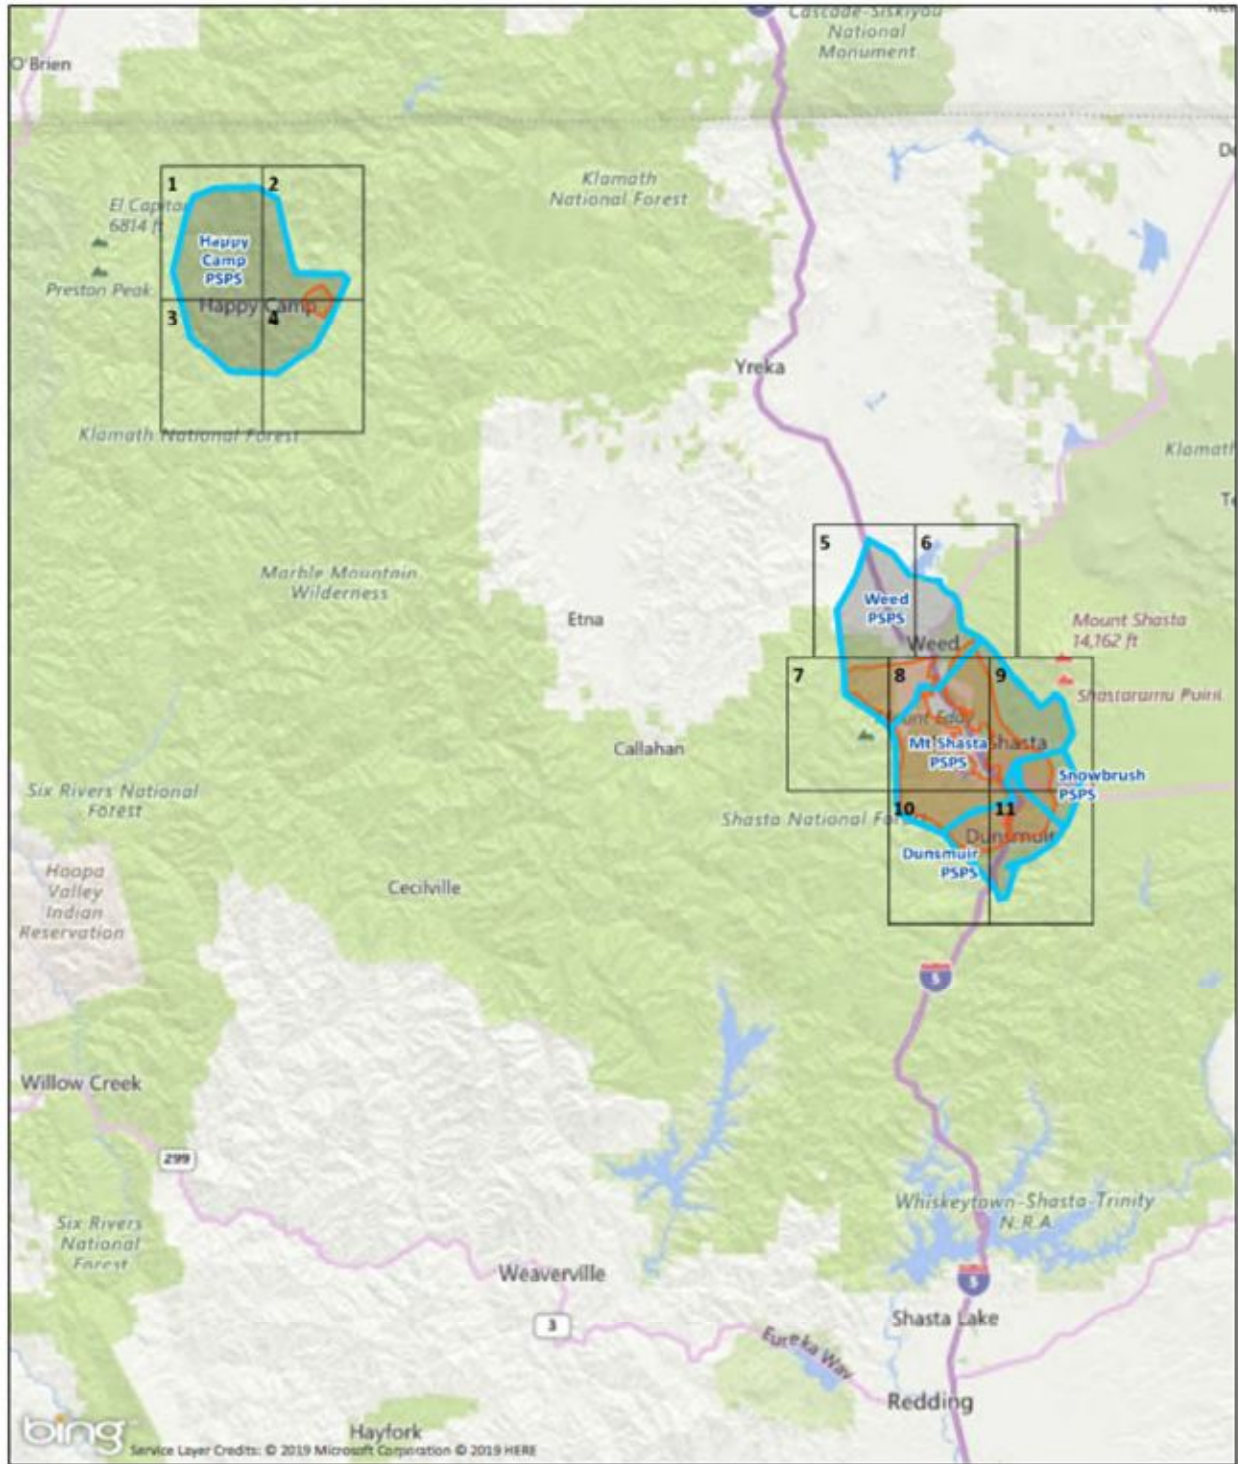 Cascade-Siskiyou
National
Monument
O'Brien
Klamath
National Forest
1
2
El Capitan
6814 ft
Happy
Camp
PSPS
Preston Peak
Happy Camp
3
4
Yreka
Klamath National Forest
Klamath
5
6
Marble Mountain
Wilderness
Weed
PSPS
Etna
Mount Shasta
14,162 ft
Weed
7
8
9
Callahan
Mt Shasta
PSPS
Shasta
Snowbrush
PSPS
Six Rivers National
Forest
10
11
Shasta National
Dunsmuir
Dunsmuir
PSPS
Hoopa
Valley
Indian
Reservation
Cecilville
5
Willow Creek
299
Whiskeytown-Shasta-Trinity
N.R.A.
Six Rivers
National
Forest
Weaverville
5
3
Shasta Lake
Eureka Way
Redding
bing
Hayfork
Service Layer Credits: © 2019 Microsoft Corporation © 2019 HERE